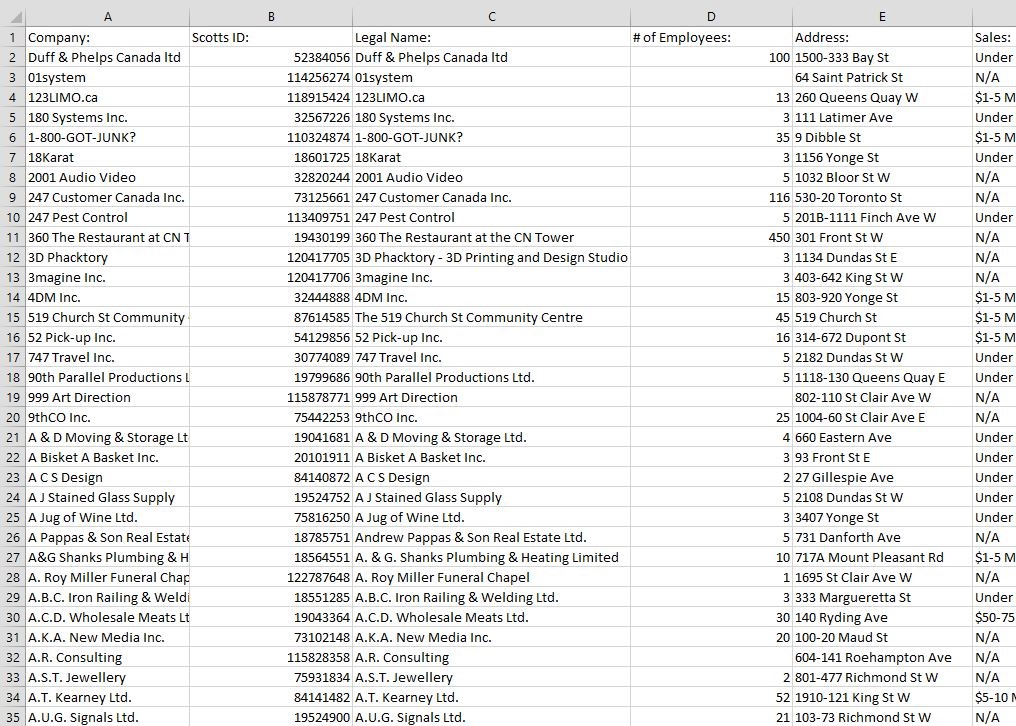 A B C D E
1 Company: Scotts ID: Legal Name: # of Employees: Address: Sales:
2 Duff & Phelps Canada ltd 52384056 Duff & Phelps Canada ltd 100 1500-333 Bay St Under
3 01system 114256274 01system 64 Saint Patrick St N/A
4 123LIMO.ca 118915424 123LIMO.ca 13 260 Queens Quay W $1-5 M
5 180 Systems Inc. 32567226 180 Systems Inc. 3 111 Latimer Ave Under
6 1-800-GOT-JUNK? 110324874 1-800-GOT-JUNK? 35 9 Dibble St $1-5 M
7 18Karat 18601725 18Karat 3 1156 Yonge St Under
8 2001 Audio Video 32820244 2001 Audio Video 5 1032 Bloor St W N/A
9 247 Customer Canada Inc. 73125661 247 Customer Canada Inc. 116 530-20 Toronto St N/A
10 247 Pest Control 113409751 247 Pest Control 5 201B-1111 Finch Ave W Under
11 360 The Restaurant at CN T 19430199 360 The Restaurant at the CN Tower 450 301 Front St W N/A
12 3D Phacktory 120417705 3D Phacktory - 3D Printing and Design Studio 3 1134 Dundas St E N/A
13 3magine Inc. 120417706 3magine Inc. 3 403-642 King St W N/A
14 4DM Inc. 32444888 4DM Inc. 15 803-920 Yonge St $1-5 M
15 519 Church St Community 87614585 The 519 Church St Community Centre 45 519 Church St $1-5 M
16 52 Pick-up Inc. 54129856 52 Pick-up Inc. 16 314-672 Dupont St $1-5 M
17 747 Travel Inc. 30774089 747 Travel Inc. 5 2182 Dundas St W Under
18 90th Parallel Productions L 19799686 90th Parallel Productions Ltd. 5 1118-130 Queens Quay E Under
19 999 Art Direction 115878771 999 Art Direction 802-110 St Clair Ave W N/A
20 9thCO Inc. 75442253 9thCO Inc. 25 1004-60 St Clair Ave E N/A
21 A & D Moving & Storage Lt 19041681 A & D Moving & Storage Ltd. 4 660 Eastern Ave Under
22 A Bisket A Basket Inc. 20101911 A Bisket A Basket Inc. 3 93 Front St E Under
23 A C S Design 84140872 A C S Design 2 27 Gillespie Ave Under
24 A J Stained Glass Supply 19524752 A J Stained Glass Supply 5 2108 Dundas St W Under
25 A Jug of Wine Ltd. 75816250 A Jug of Wine Ltd. 3 3407 Yonge St Under
26 A Pappas & Son Real Estate 18785751 Andrew Pappas & Son Real Estate Ltd. 5 731 Danforth Ave N/A
27 A&G Shanks Plumbing & H 18564551 A. & G. Shanks Plumbing & Heating Limited 10 717A Mount Pleasant Rd $1-5 M
28 A. Roy Miller Funeral Chap 122787648 A. Roy Miller Funeral Chapel 1 1695 St Clair Ave W N/A
29 A.B.C. Iron Railing & Weldi 18551285 A.B.C. Iron Railing & Welding Ltd. 3 333 Margueretta St Under
30 A.C.D. Wholesale Meats Lt 19043364 A.C.D. Wholesale Meats Ltd. 30 140 Ryding Ave $50-75
31 A.K.A. New Media Inc. 73102148 A.K.A. New Media Inc. 20 100-20 Maud St N/A
32 A.R. Consulting 115828358 A.R. Consulting 604-141 Roehampton Ave N/A
33 A.S.T. Jewellery 75931834 A.S.T. Jewellery 2 801-477 Richmond St W N/A
34 A.T. Kearney Ltd. 84141482 A.T. Kearney Ltd. 52 1910-121 King St W $5-10 M
35 A.U.G. Signals Ltd. 19524900 A.U.G. Signals Ltd. 21 103-73 Richmond St W N/A